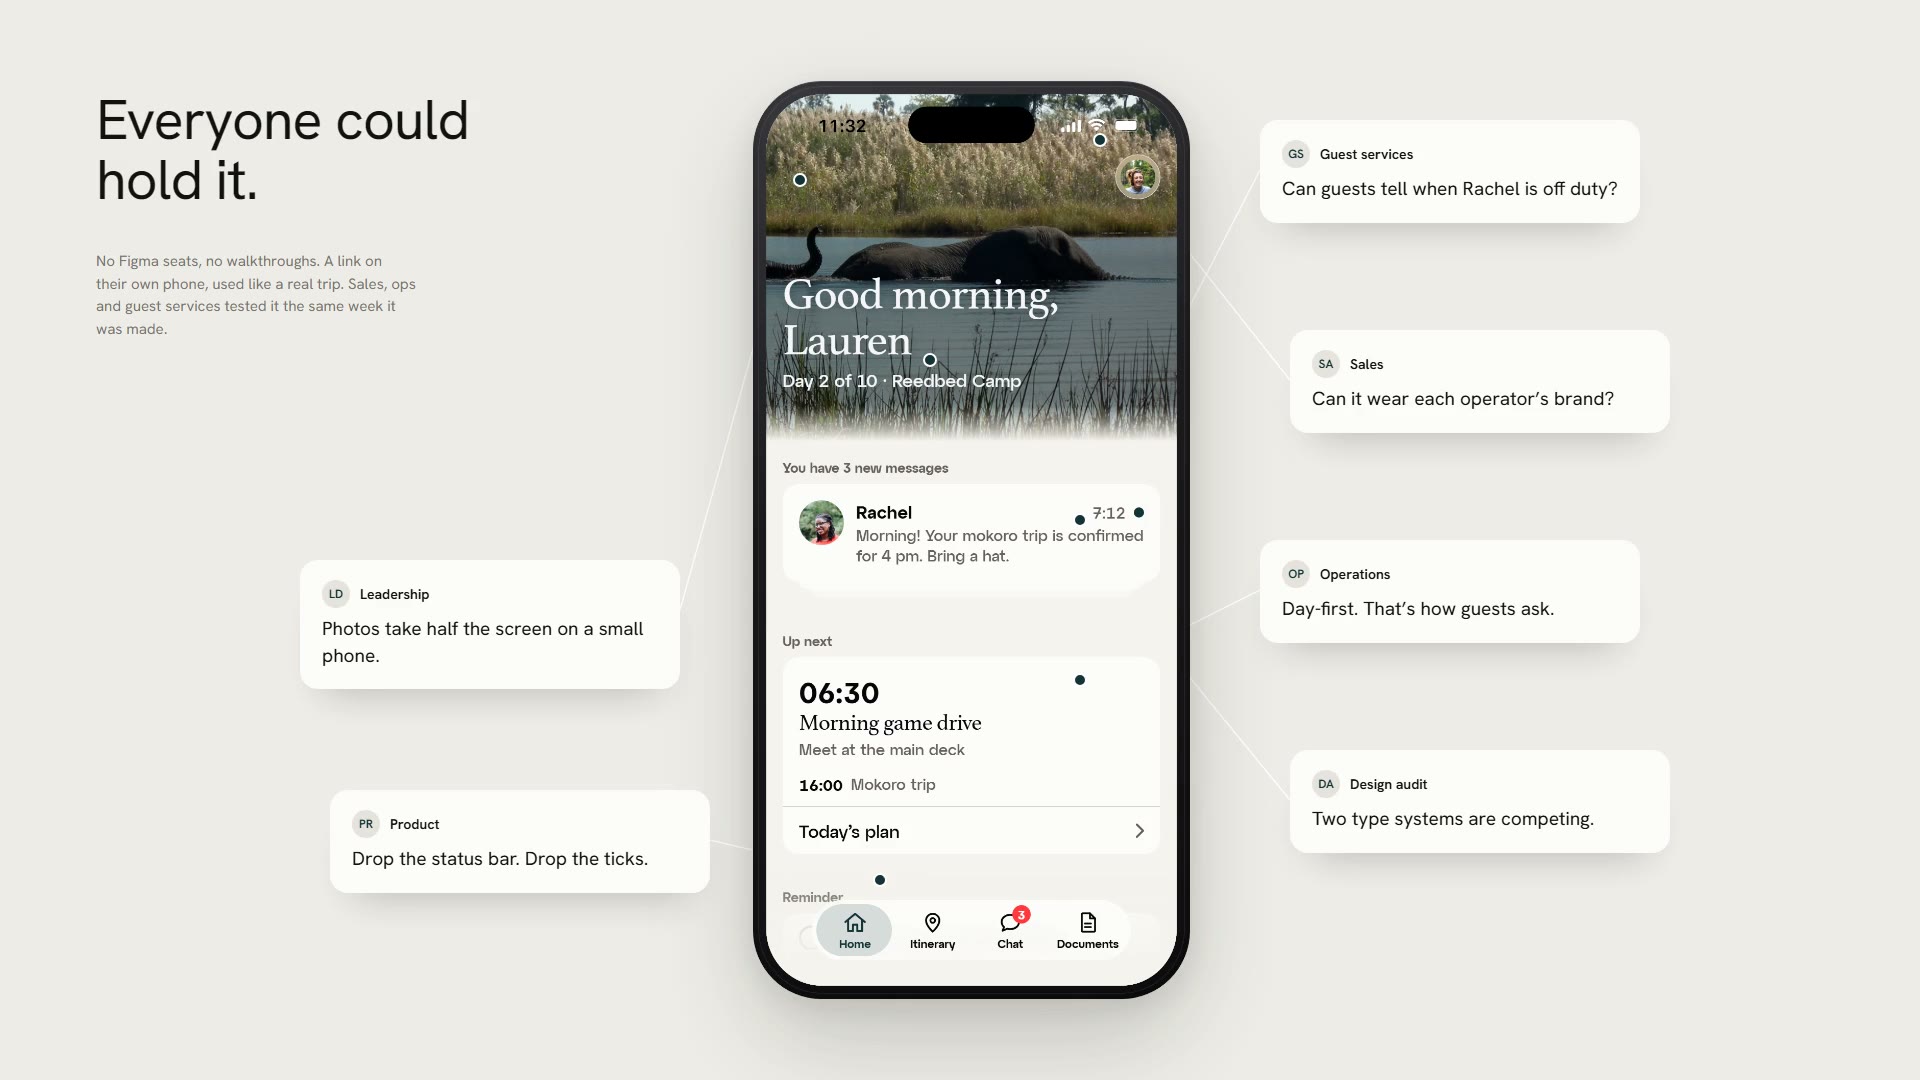 Everyone could
hold it.
No Figma seats, no walkthroughs. A link on
their own phone, used like a real trip. Sales, ops
and guest services tested it the same week it
was made.
LD Leadership
Photos take half the screen on a small
phone.
PR Product
Drop the status bar. Drop the ticks.
11:32
Good morning,
Lauren
Day 2 of 10 · Reedbed Camp
You have 3 new messages
Rachel 7:12
Morning! Your mokoro trip is confirmed
for 4 pm. Bring a hat.
Up next
06:30
Morning game drive
Meet at the main deck
16:00 Mokoro trip
Today’s plan
Reminder
3
Home Itinerary Chat Documents
GS Guest services
Can guests tell when Rachel is off duty?
SA Sales
Can it wear each operator’s brand?
OP Operations
Day-first. That’s how guests ask.
DA Design audit
Two type systems are competing.